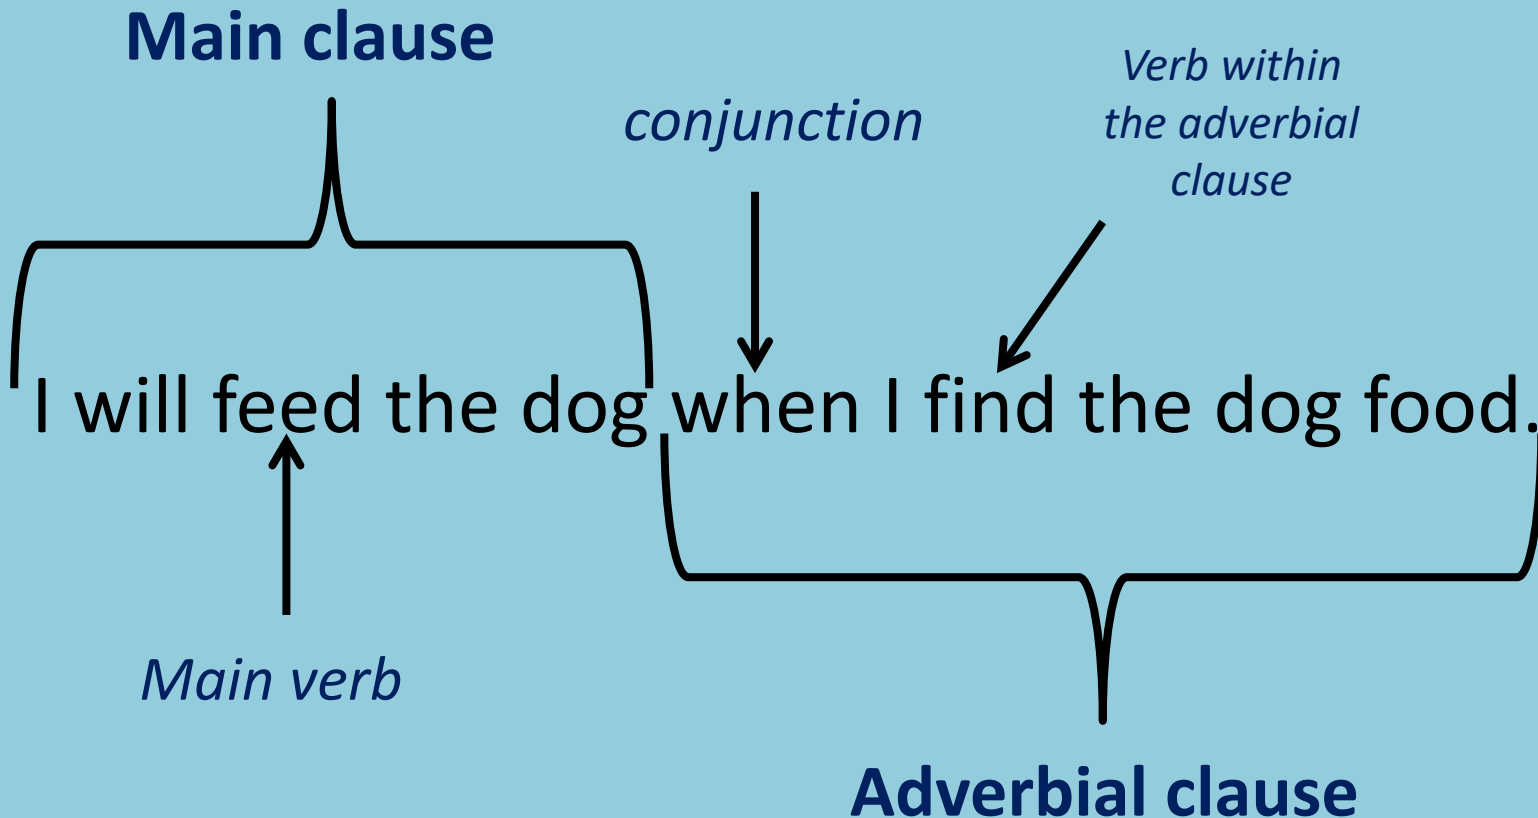 Main clause
Verb within
the adverbial
clause
conjunction
I will feed the dog when I find the dog food.
Main verb
Adverbial clause